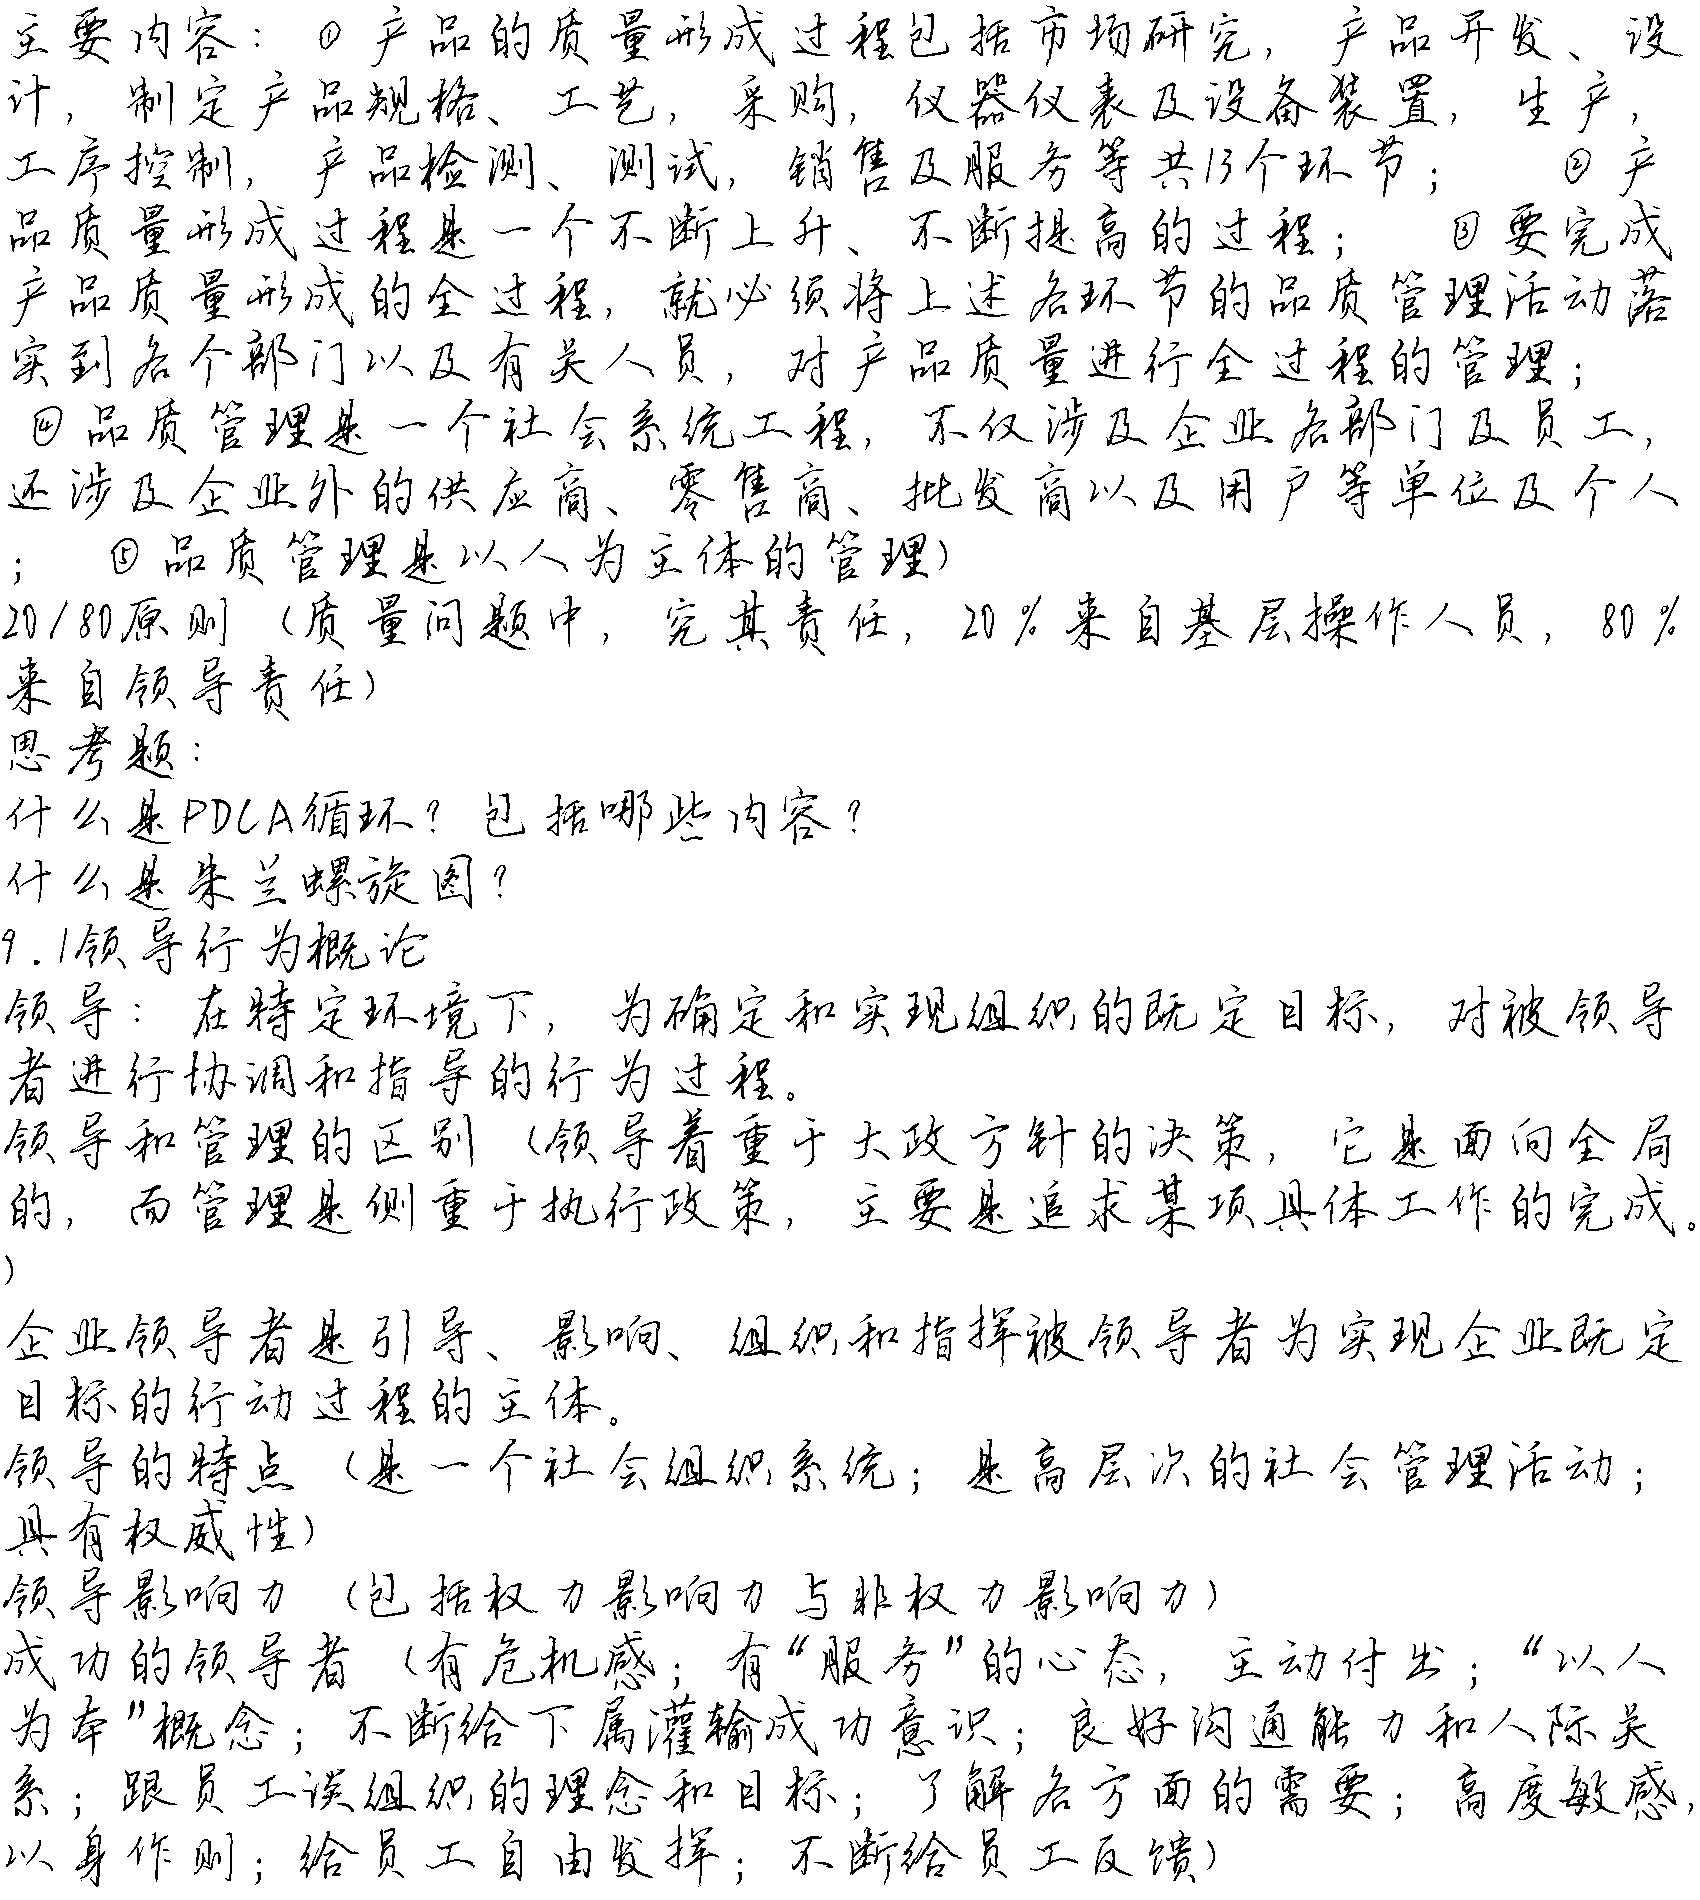 主要内容：①产品的质量形成过程包括市场研究，产品开发、设
计，制定产品规格、工艺，采购，仪器仪表及设备装置，生产，
工序控制，产品检测、测试，销售及服务等共13个环节； ②产
品质量形成过程是一个不断上升、不断提高的过程； ③要完成
产品质量形成的全过程，就必须将上述各环节的品质管理活动落
实到各个部门以及有关人员，对产品质量进行全过程的管理；
④品质管理是一个社会系统工程，不仅涉及企业各部门及员工，
还涉及企业外的供应商、零售商、批发商以及用户等单位及个人
； ⑤品质管理是以人为主体的管理）
20/80原则（质量问题中，究其责任，20%来自基层操作人员，80%
来自领导责任）
思考题：
什么是PDCA循环？包括哪些内容？
什么是朱兰螺旋图？
9.1领导行为概论
领导：在特定环境下，为确定和实现组织的既定目标，对被领导
者进行协调和指导的行为过程。
领导和管理的区别（领导着重于大政方针的决策，它是面向全局
的，而管理是侧重于执行政策，主要是追求某项具体工作的完成。
）
企业领导者是引导、影响、组织和指挥被领导者为实现企业既定
目标的行动过程的主体。
领导的特点（是一个社会组织系统；是高层次的社会管理活动；
具有权威性）
领导影响力（包括权力影响力与非权力影响力）
成功的领导者（有危机感；有“服务”的心态，主动付出；“以人
为本”概念；不断给下属灌输成功意识；良好沟通能力和人际关
系；跟员工谈组织的理念和目标；了解各方面的需要；高度敏感，
以身作则；给员工自由发挥；不断给员工反馈）